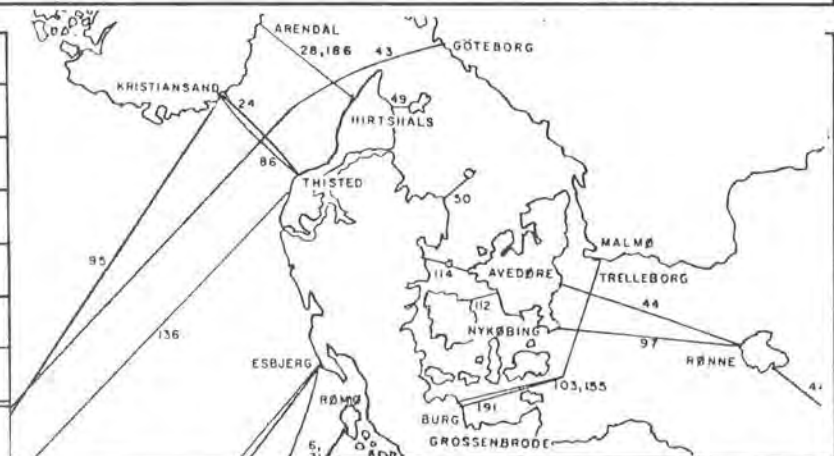 ARENDAL
28,186
43
GÖTEBORG
KRISTIANSAND
24
49
HIRTSHALS
86
THISTED
50
95
MALMØ
114
AVEDØRE
TRELLEBORG
112
44
136
NYKØBING
97
ESBJERG
RØNNE
RØMØ
103,155
191
BURG
GROSSENBRODE
6,